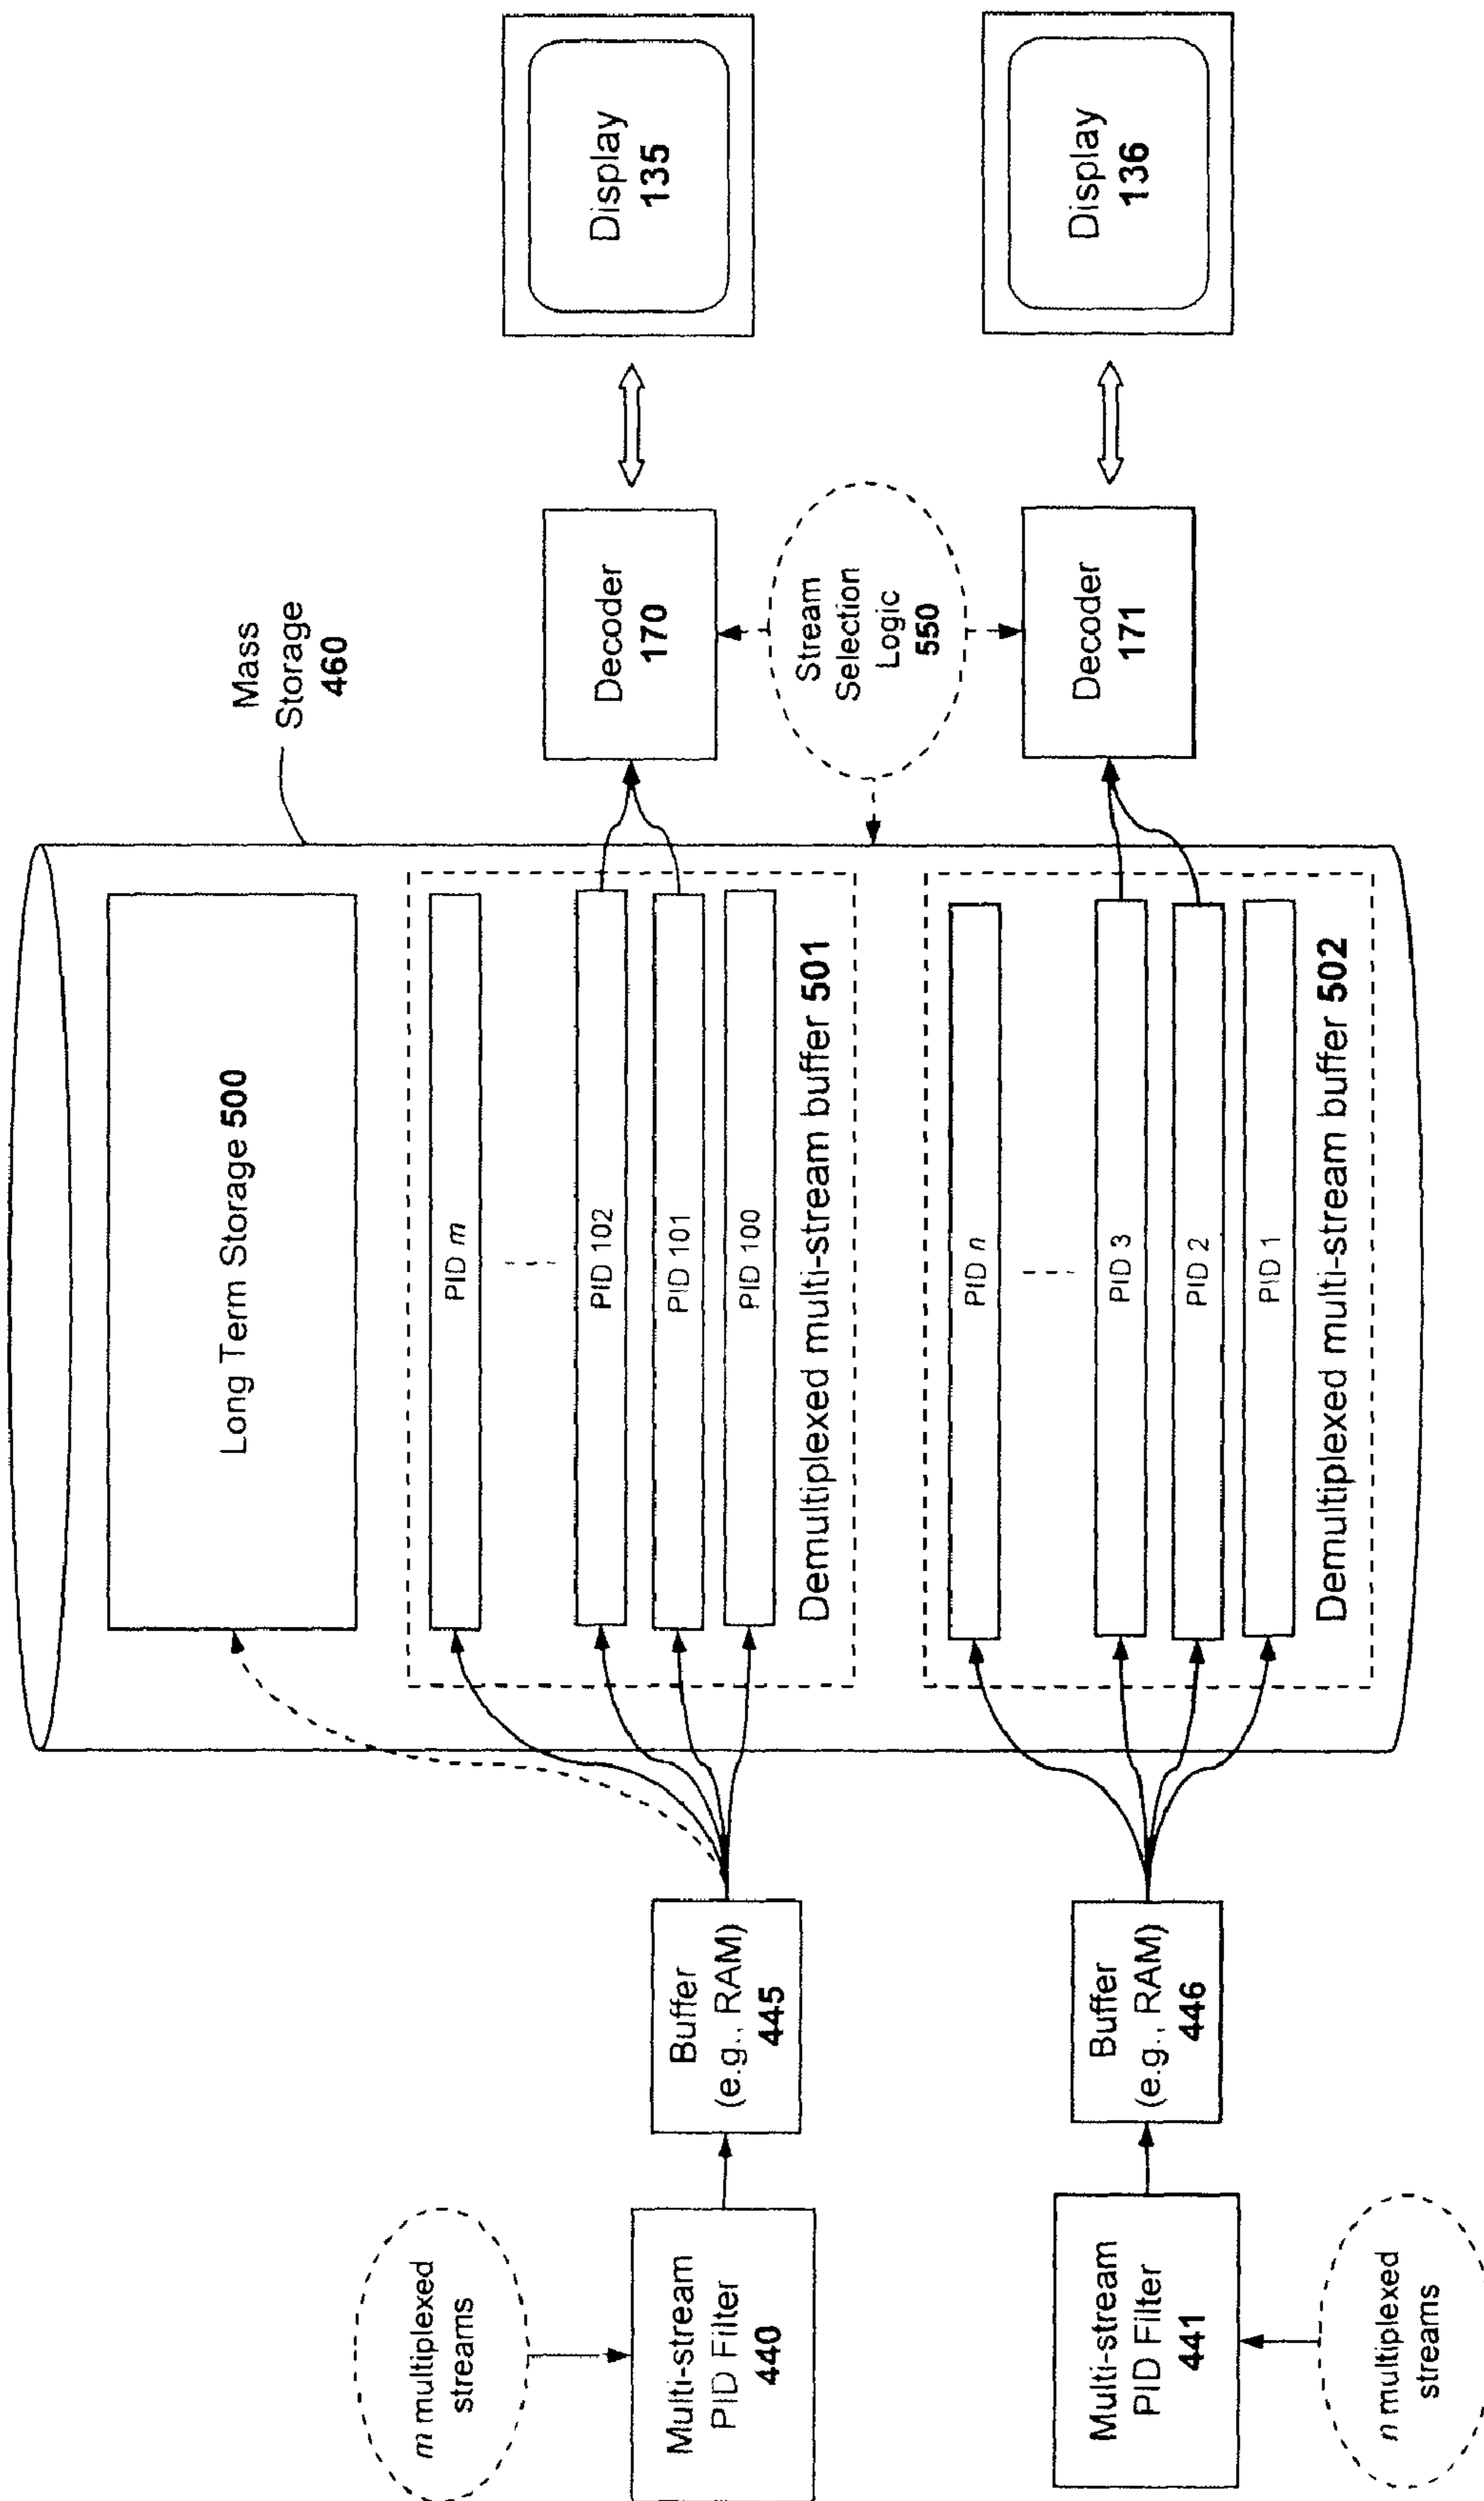 Mass
Storage
460
Long Term Storage 500
m multiplexed
streams
Multi-stream
PID Filter
440
Buffer
(e.g., RAM)
445
PID m
PID 102
PID 101
PID 100
Demultiplexed multi-stream buffer 501
Decoder
170
Display
135
Stream
Selection
Logic
550
Multi-stream
PID Filter
441
n multiplexed
streams
Buffer
(e.g., RAM)
446
PID n
PID 3
PID 2
PID 1
Demultiplexed multi-stream buffer 502
Decoder
171
Display
136